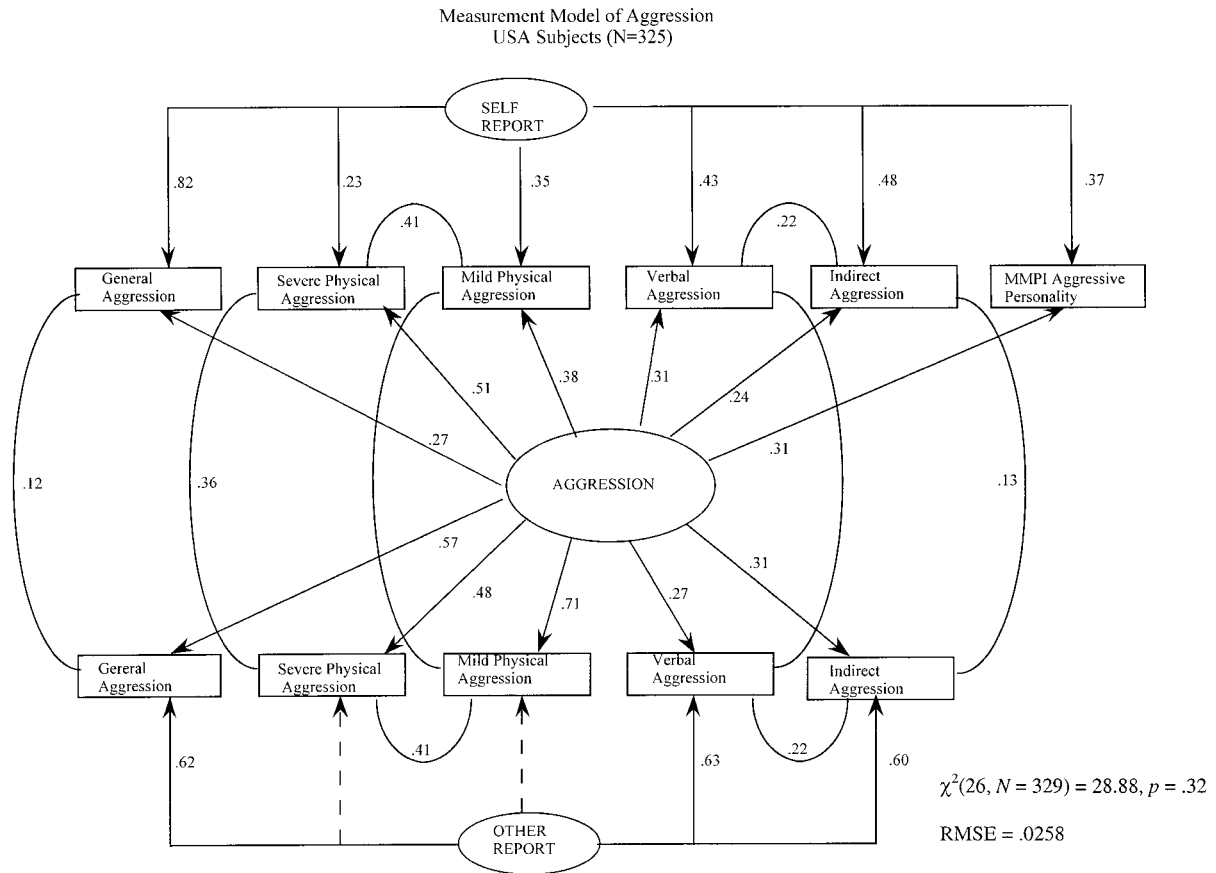 Measurement Model of Aggression
USA Subjects (N=325)
SELF
REPORT
.82
.23
.35
.43
.48
.37
.41
.22
General
Aggression
Severe Physical
Aggression
Mild Physical
Aggression
Verbal
Aggression
Indirect
Aggression
MMPI Aggressive
Personality
.51
.38
.31
.24
.27
.31
.12
.36
AGGRESSION
.13
.57
.48
.71
.27
.31
Gereral
Aggression
Severe Physical
Aggression
Mild Physical
Aggression
Verbal
Aggression
Indirect
Aggression
.62
.41
.63
.22
.60
OTHER
REPORT
χ²(26, N = 329) = 28.88, p = .32
RMSE = .0258